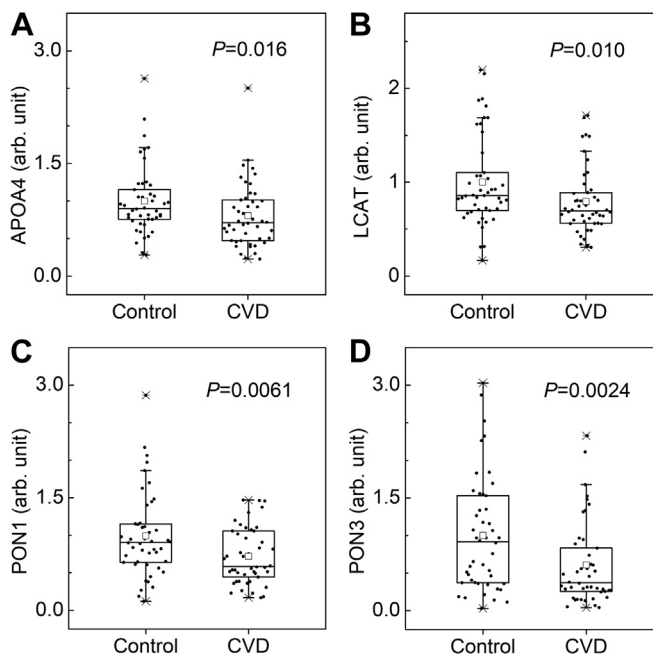 A
3.0
1.5
0.0
APOA4 (arb. unit)
P=0.016
Control
CVD
B
2
1
0
LCAT (arb. unit)
P=0.010
Control
CVD
C
3.0
1.5
0.0
PON1 (arb. unit)
P=0.0061
Control
CVD
D
3.0
1.5
0.0
PON3 (arb. unit)
P=0.0024
Control
CVD